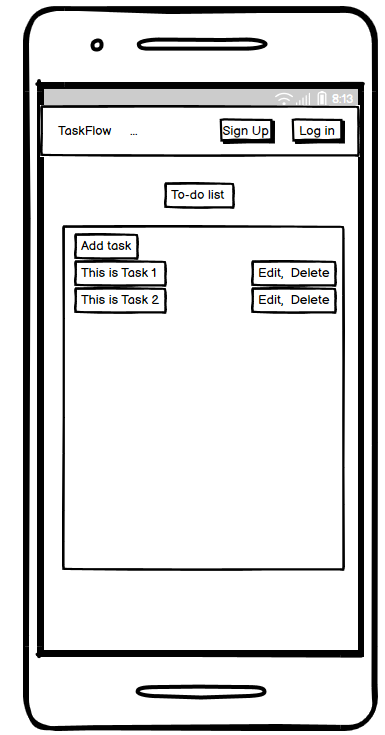 8:13
TaskFlow ... Sign Up Log in
To-do list
Add task
This is Task 1 Edit, Delete
This is Task 2 Edit, Delete